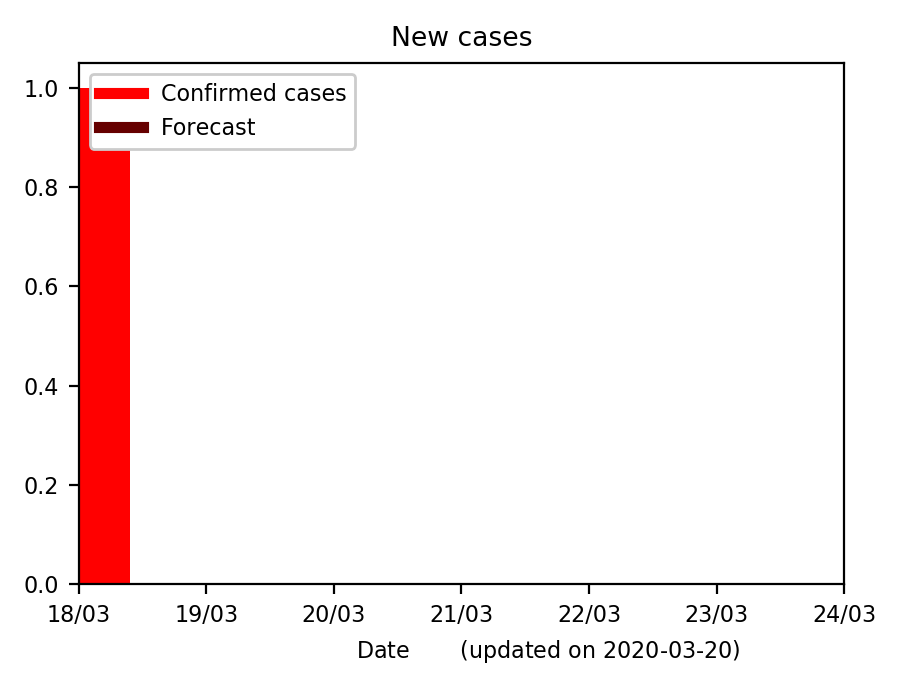 New cases
Confirmed cases
Forecast
1.0
0.8
0.6
0.4
0.2
0.0
18/03 19/03 20/03 21/03 22/03 23/03 24/03
Date (updated on 2020-03-20)